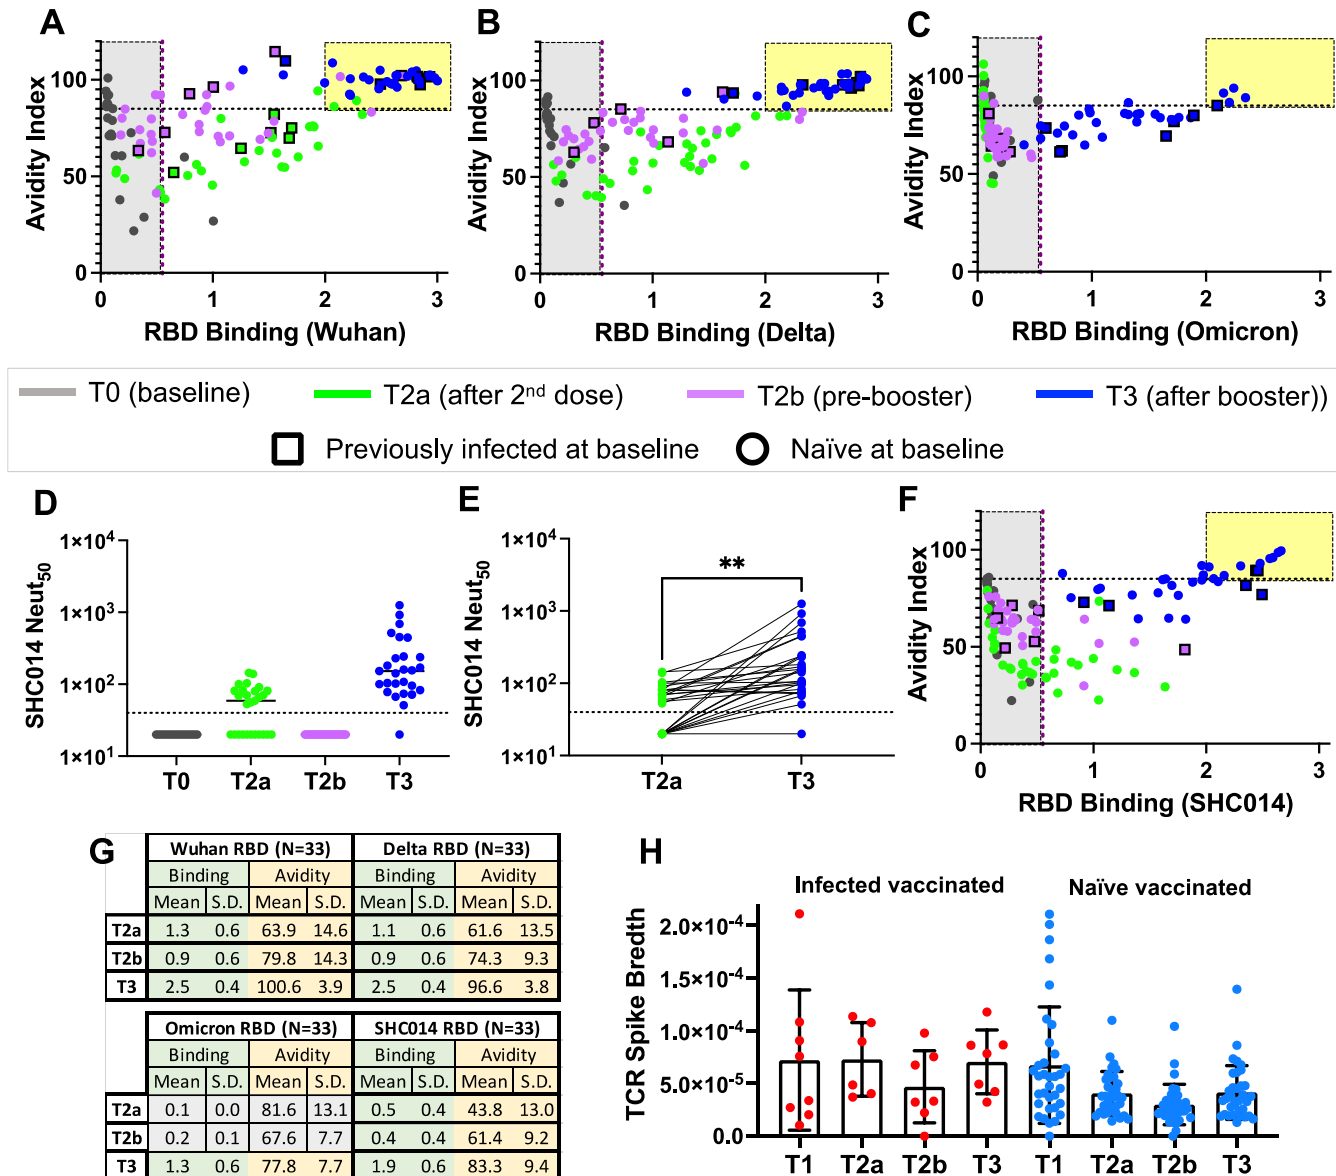 A
B
C
Avidity Index
100
50
0
0
1
2
3
RBD Binding (Wuhan)
Avidity Index
100
50
0
0
1
2
3
RBD Binding (Delta)
Avidity Index
100
50
0
0
1
2
3
RBD Binding (Omicron)
T0 (baseline)
T2a (after 2nd dose)
T2b (pre-booster)
T3 (after booster))
Previously infected at baseline
Naïve at baseline
D
SHC014 Neut50
1×10^4
1×10^3
1×10^2
1×10^1
T0 T2a T2b T3
E
SHC014 Neut50
1×10^4
1×10^3
1×10^2
1×10^1
**
T2a T3
F
Avidity Index
100
50
0
0
1
2
3
RBD Binding (SHC014)
G
Wuhan RBD (N=33) Delta RBD (N=33)
Binding Avidity Binding Avidity
Mean S.D. Mean S.D. Mean S.D. Mean S.D.
T2a 1.3 0.6 63.9 14.6 1.1 0.6 61.6 13.5
T2b 0.9 0.6 79.8 14.3 0.9 0.6 74.3 9.3
T3 2.5 0.4 100.6 3.9 2.5 0.4 96.6 3.8
Omicron RBD (N=33) SHC014 RBD (N=33)
Binding Avidity Binding Avidity
Mean S.D. Mean S.D. Mean S.D. Mean S.D.
T2a 0.1 0.0 81.6 13.1 0.5 0.4 43.8 13.0
T2b 0.2 0.1 67.6 7.7 0.4 0.4 61.4 9.2
T3 1.3 0.6 77.8 7.7 1.9 0.6 83.3 9.4
H
Infected vaccinated
Naïve vaccinated
TCR Spike Bredth
2.0×10^-4
1.5×10^-4
1.0×10^-4
5.0×10^-5
0.0
T1 T2a T2b T3 T1 T2a T2b T3